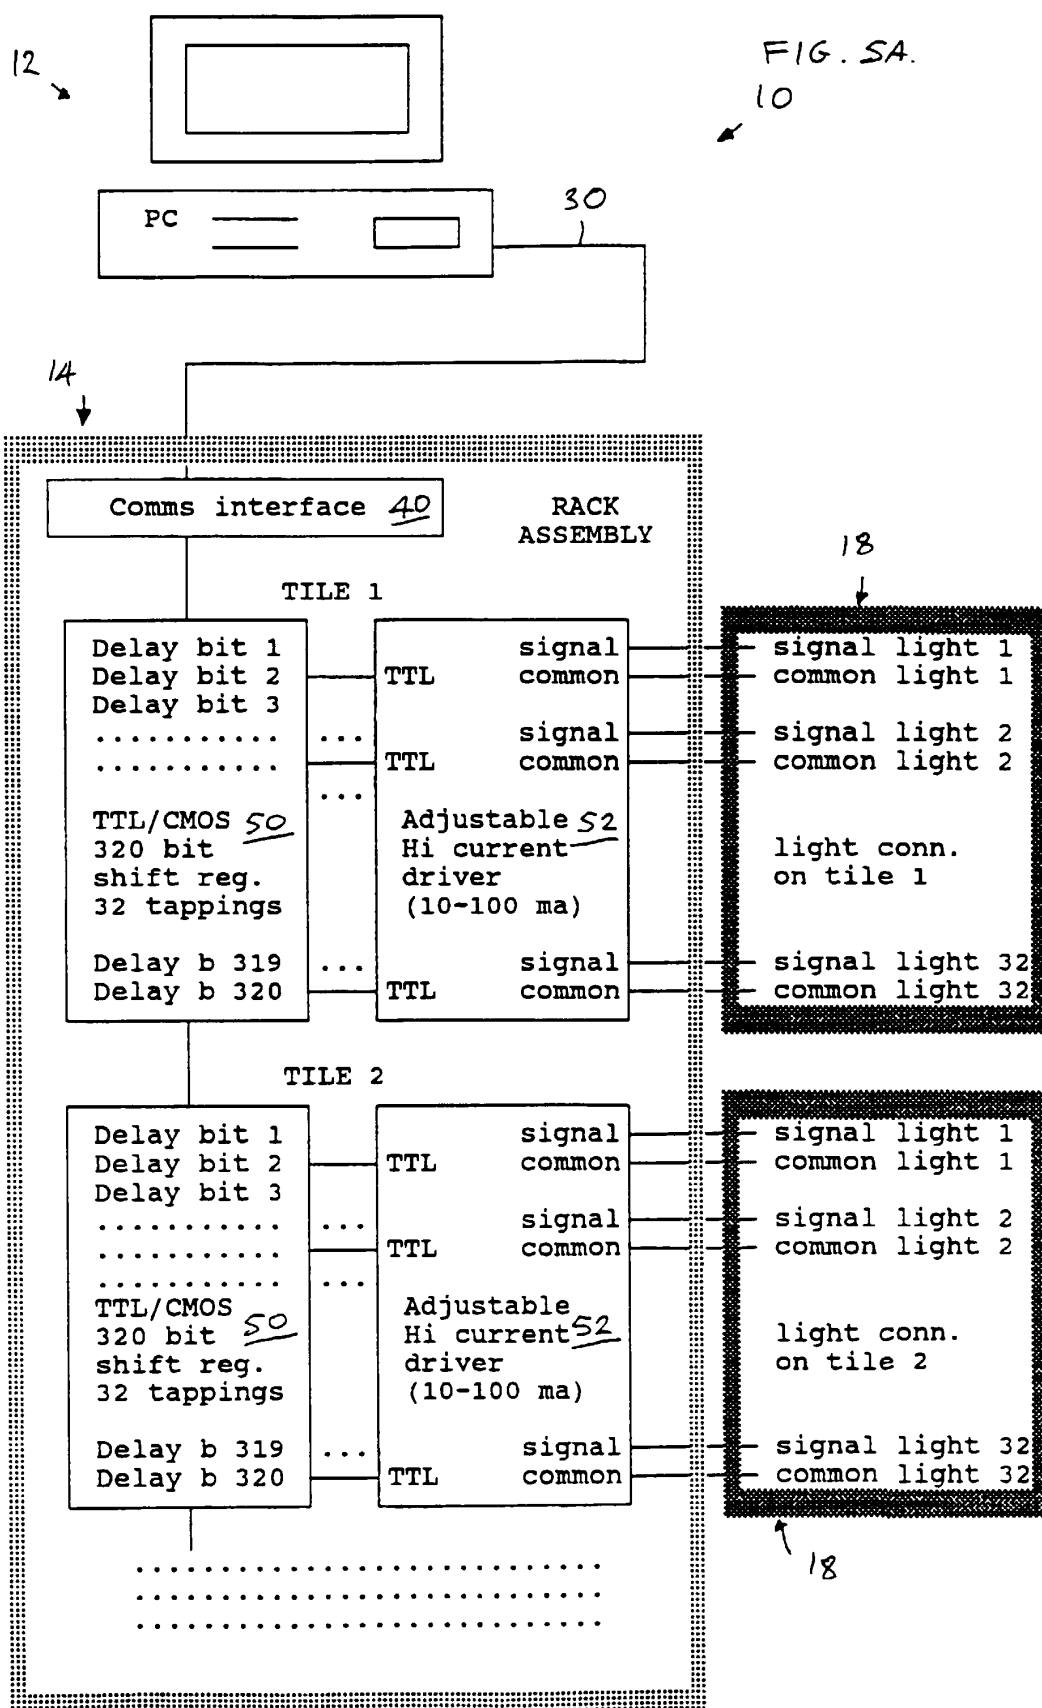 FIG. 5A.
12
10
PC
30
14
Comms interface 40
RACK
ASSEMBLY
18
TILE 1
Delay bit 1
Delay bit 2
Delay bit 3
...........
...........
TTL/CMOS 50
320 bit
shift reg.
32 tappings
Delay b 319
Delay b 320
...
...
...
TTL
TTL
TTL
signal
common
signal
common
Adjustable 52
Hi current
driver
(10-100 ma)
signal
common
signal light 1
common light 1
signal light 2
common light 2
light conn.
on tile 1
signal light 32
common light 32
TILE 2
Delay bit 1
Delay bit 2
Delay bit 3
...........
...........
...........
TTL/CMOS
320 bit 50
shift reg.
32 tappings
Delay b 319
Delay b 320
...
...
...
TTL
TTL
TTL
signal
common
signal
common
Adjustable
Hi current 52
driver
(10-100 ma)
signal
common
signal light 1
common light 1
signal light 2
common light 2
light conn.
on tile 2
signal light 32
common light 32
18